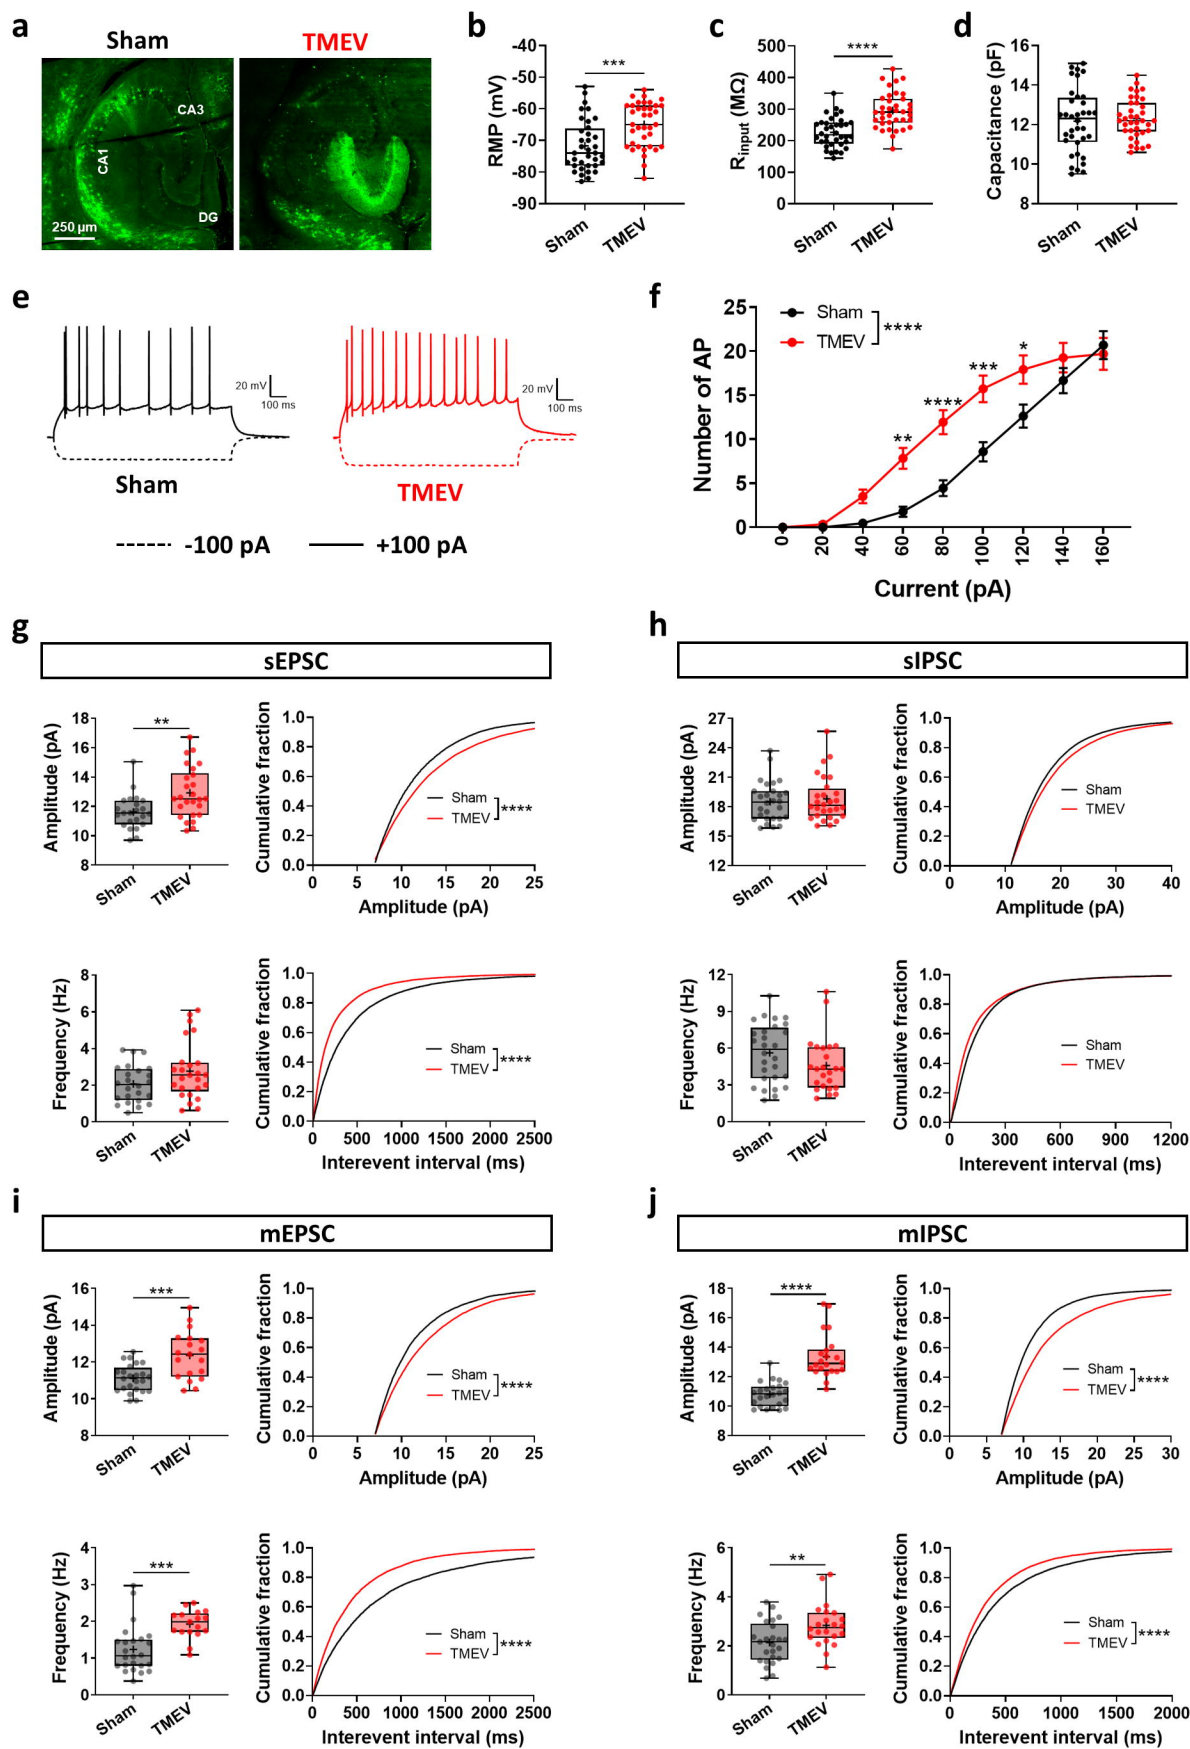 a
Sham
TMEV
CA3
CA1
DG
250 µm
b
RMP (mV)
-40
-50
-60
-70
-80
-90
***
Sham
TMEV
c
Rinput (MΩ)
500
400
300
200
100
0
****
Sham
TMEV
d
Capacitance (pF)
16
14
12
10
8
Sham
TMEV
e
20 mV
100 ms
Sham
20 mV
100 ms
TMEV
-100 pA
+100 pA
f
Number of AP
25
20
15
10
5
0
Sham
TMEV
****
**
****
***
*
0
20
40
60
80
100
120
140
160
Current (pA)
g
sEPSC
Amplitude (pA)
18
16
14
12
10
8
**
Sham
TMEV
Cumulative fraction
1.0
0.8
0.6
0.4
0.2
0.0
Sham
TMEV
****
0 5 10 15 20 25
Amplitude (pA)
Frequency (Hz)
8
6
4
2
0
Sham
TMEV
Cumulative fraction
1.0
0.8
0.6
0.4
0.2
0.0
Sham
TMEV
****
0 500 1000 1500 2000 2500
Interevent interval (ms)
h
sIPSC
Amplitude (pA)
27
24
21
18
15
12
Sham
TMEV
Cumulative fraction
1.0
0.8
0.6
0.4
0.2
0.0
Sham
TMEV
0 10 20 30 40
Amplitude (pA)
Frequency (Hz)
12
9
6
3
0
Sham
TMEV
Cumulative fraction
1.0
0.8
0.6
0.4
0.2
0.0
Sham
TMEV
0 300 600 900 1200
Interevent interval (ms)
i
mEPSC
Amplitude (pA)
16
14
12
10
8
***
Sham
TMEV
Cumulative fraction
1.0
0.8
0.6
0.4
0.2
0.0
Sham
TMEV
****
0 5 10 15 20 25
Amplitude (pA)
Frequency (Hz)
4
3
2
1
0
***
Sham
TMEV
Cumulative fraction
1.0
0.8
0.6
0.4
0.2
0.0
Sham
TMEV
****
0 500 1000 1500 2000 2500
Interevent interval (ms)
j
mIPSC
Amplitude (pA)
18
16
14
12
10
8
****
Sham
TMEV
Cumulative fraction
1.0
0.8
0.6
0.4
0.2
0.0
Sham
TMEV
****
0 5 10 15 20 25 30
Amplitude (pA)
Frequency (Hz)
6
4
2
0
**
Sham
TMEV
Cumulative fraction
1.0
0.8
0.6
0.4
0.2
0.0
Sham
TMEV
****
0 500 1000 1500 2000
Interevent interval (ms)